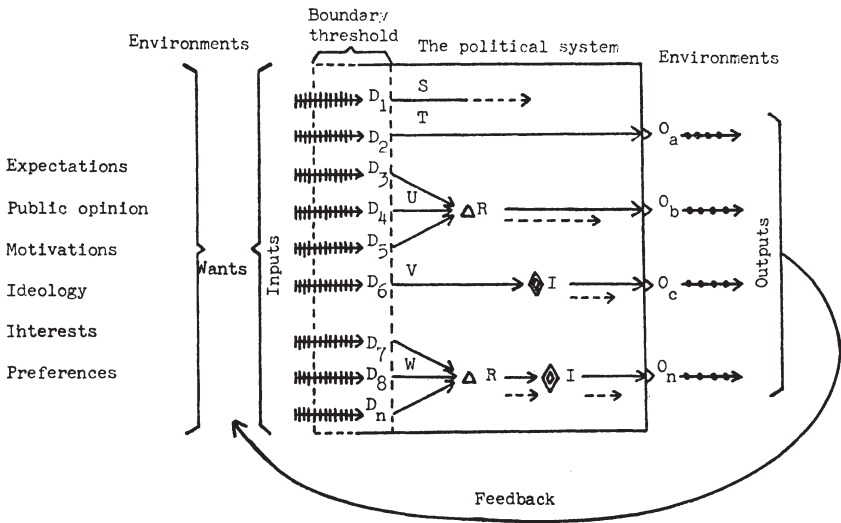 Boundary
threshold
Environments
The political system
Environments
D1
S
T
D2
Oa
Expectations
D3
Public opinion
U
D4
R
Ob
Motivations
D5
Wants
Inputs
Outputs
V
D6
I
Oc
Ideology
Ihterests
D7
W
Preferences
D8
R
I
On
Dn
Feedback